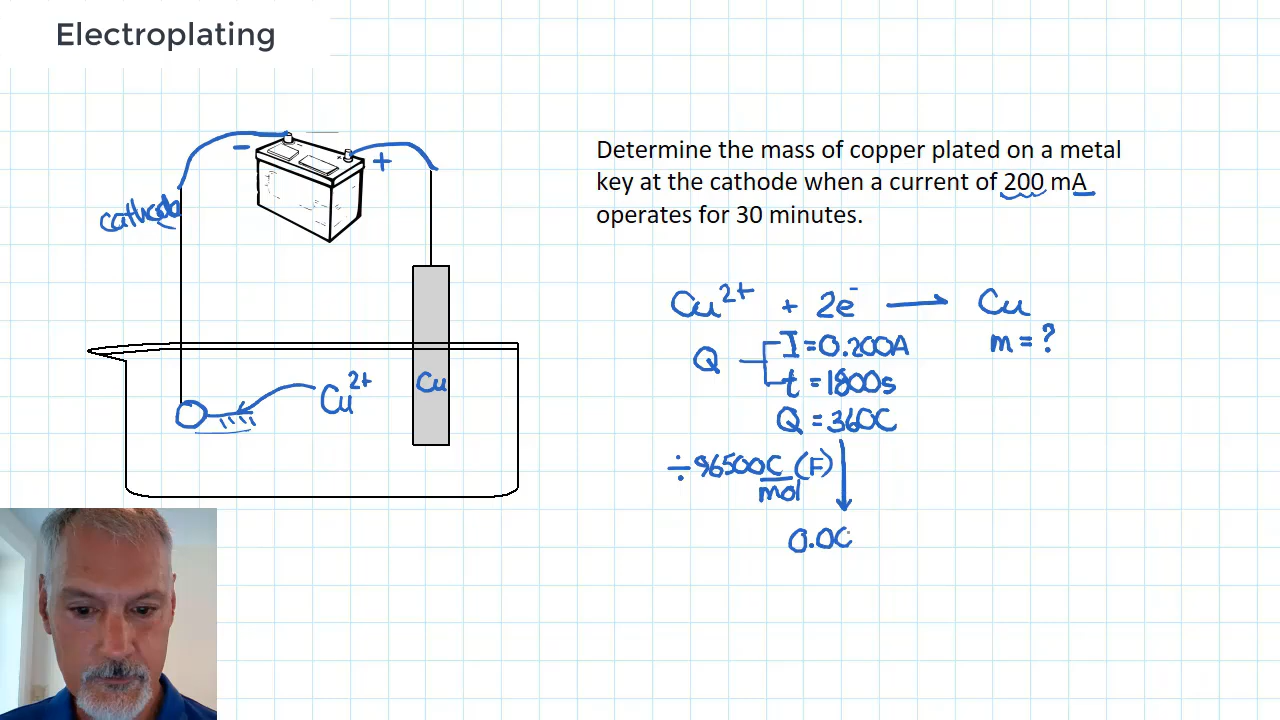 Electroplating
Determine the mass of copper plated on a metal
key at the cathode when a current of 200 mA
operates for 30 minutes.
− +
cathode
Cu²⁺
Cu
Cu²⁺ + 2e⁻ → Cu
m = ?
Q
I = 0.200A
t = 1800s
Q = 360C
÷ 96500C (F)
mol
0.00